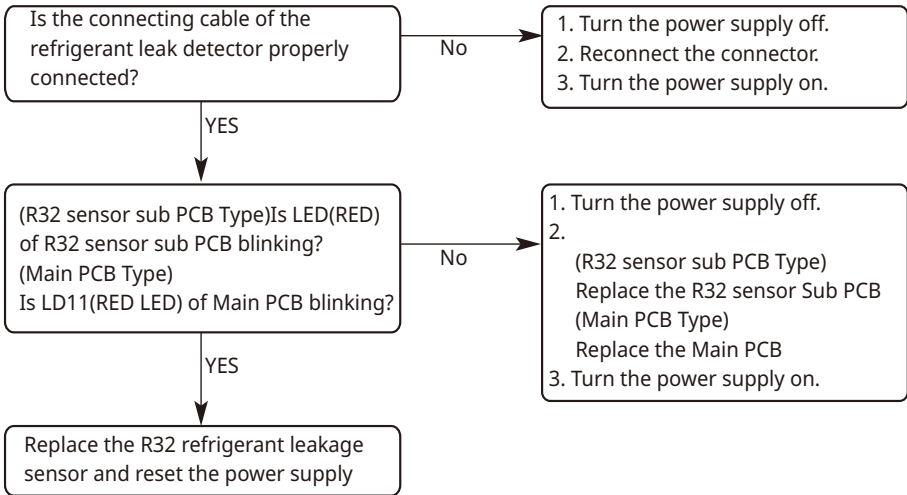 Is the connecting cable of the
refrigerant leak detector properly
connected?
No
1. Turn the power supply off.
2. Reconnect the connector.
3. Turn the power supply on.
YES
(R32 sensor sub PCB Type)Is LED(RED)
of R32 sensor sub PCB blinking?
(Main PCB Type)
Is LD11(RED LED) of Main PCB blinking?
No
1. Turn the power supply off.
2.
(R32 sensor sub PCB Type)
Replace the R32 sensor Sub PCB
(Main PCB Type)
Replace the Main PCB
3. Turn the power supply on.
YES
Replace the R32 refrigerant leakage
sensor and reset the power supply